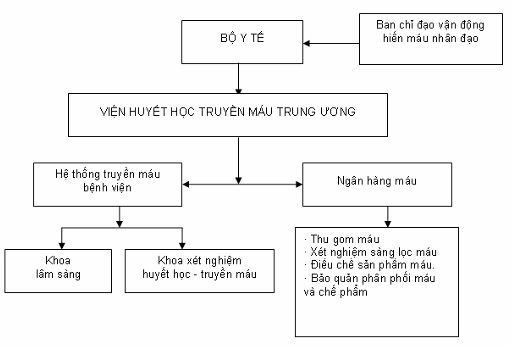 BỘ Y TẾ
Ban chỉ đạo vận động
hiến máu nhân đạo
VIỆN HUYẾT HỌC TRUYỀN MÁU TRUNG ƯƠNG
Hệ thống truyền máu
bệnh viện
Ngân hàng máu
Khoa
lâm sàng
Khoa xét nghiệm
huyết học - truyền máu
· Thu gom máu
· Xét nghiệm sàng lọc máu
· Điều chế sản phẩm máu.
· Bảo quản phân phối máu
và chế phẩm